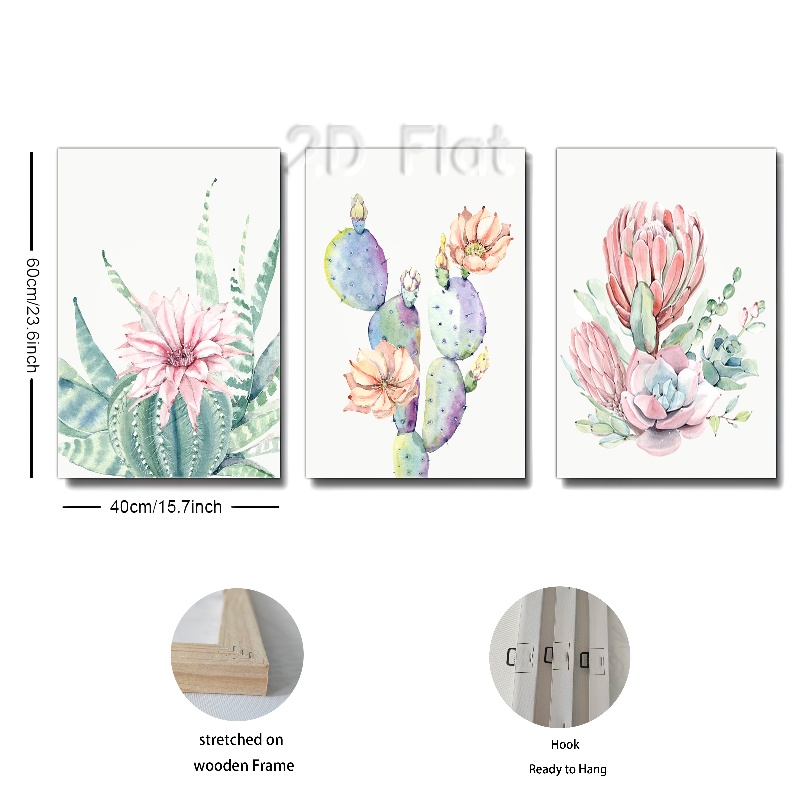 2D Flat
60cm/23.6inch
40cm/15.7inch
stretched on
wooden Frame
Hook
Ready to Hang